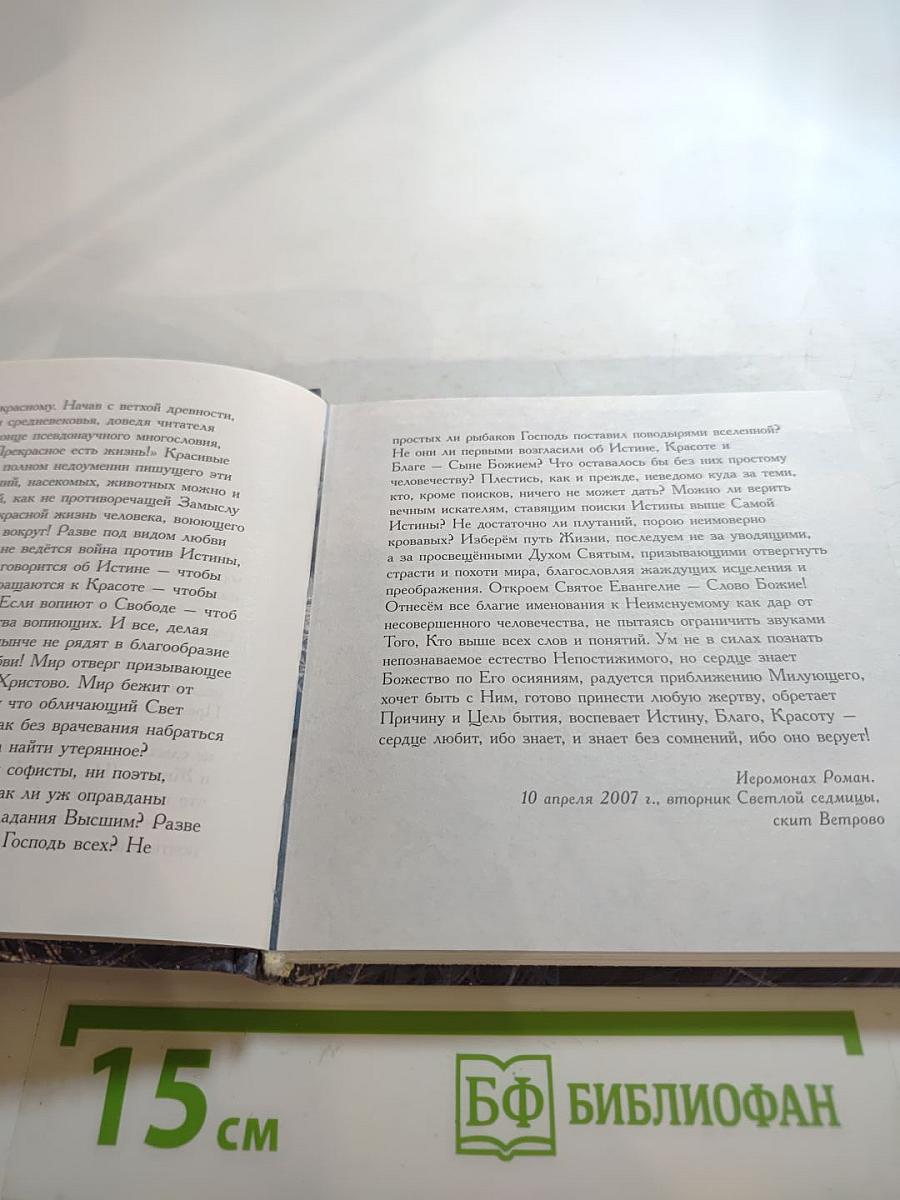 красному. Начав с ветхой древности,
средневековья, доведя читателя
псевдонаучного многословия,
Прекрасное есть жизнь!» Красивые
полном недоумении пишущего эти
насекомых, животных можно и
как не противоречащей Замыслу
жизнь человека, воюющего
вокруг! Разве под видом любви
не ведётся война против Истины,
говорится об Истине — чтобы
к Красоте — чтобы
Если вопиют о Свободе — чтоб
вопиющих. И все, делая
не рядят в благообразие
Мир отверг призывающее
Христово. Мир бежит от
что обличающий Свет
без врачевания набраться
найти утерянное?
софисты, ни поэты,
ли уж оправданы
Высшим? Разве
Господь всех? Не
простых ли рыбаков Господь поставил поводырями вселенной?
Не они ли первыми возгласили об Истине, Красоте и
Благе — Сыне Божием? Что оставалось бы без них простому
человечеству? Плестись, как и прежде, неведомо куда за теми,
кто, кроме поисков, ничего не может дать? Можно ли верить
вечным искателям, ставящим поиски Истины выше Самой
Истины? Не достаточно ли плутаний, порою неимоверно
кровавых? Изберём путь Жизни, последуем не за уводящими,
а за просвещёнными Духом Святым, призывающими отвергнуть
страсти и похоти мира, благословляя жаждущих исцеления и
преображения. Откроем Святое Евангелие — Слово Божие!
Отнесём все благие именования к Неименуемому как дар от
несовершенного человечества, не пытаясь ограничить звуками
Того, Кто выше всех слов и понятий. Ум не в силах познать
непознаваемое естество Непостижимого, но сердце знает
Божество по Его осияниям, радуется приближению Милующего,
хочет быть с Ним, готово принести любую жертву, обретает
Причину и Цель бытия, воспевает Истину, Благо, Красоту —
сердце любит, ибо знает, и знает без сомнений, ибо оно верует!
Иеромонах Роман.
10 апреля 2007 г., вторник Светлой седмицы,
скит Ветрово
15 см
БФ БИБЛИОФАН